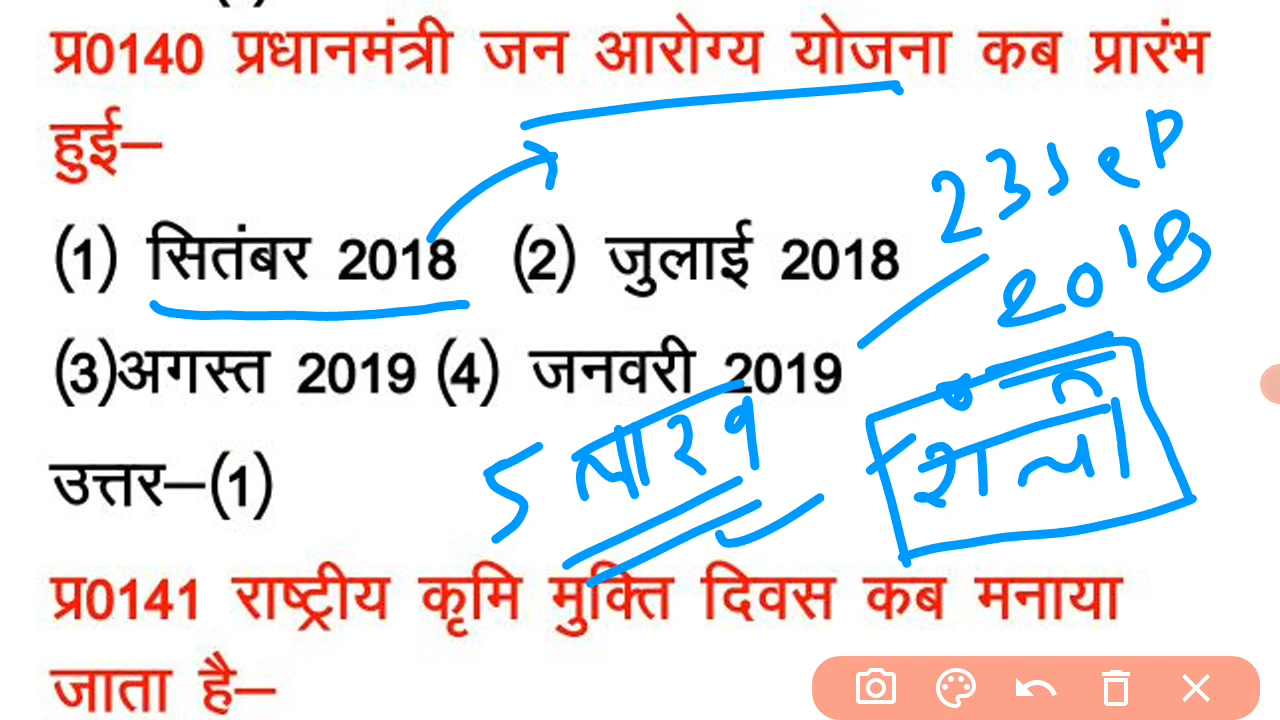 प्र0140 प्रधानमंत्री जन आरोग्य योजना कब प्रारंभ
हुई–
23 Sep
2018
(1) सितंबर 2018 (2) जुलाई 2018
(3)अगस्त 2019 (4) जनवरी 2019
5 लाख
रांची
उत्तर–(1)
प्र0141 राष्ट्रीय कृमि मुक्ति दिवस कब मनाया
जाता है–